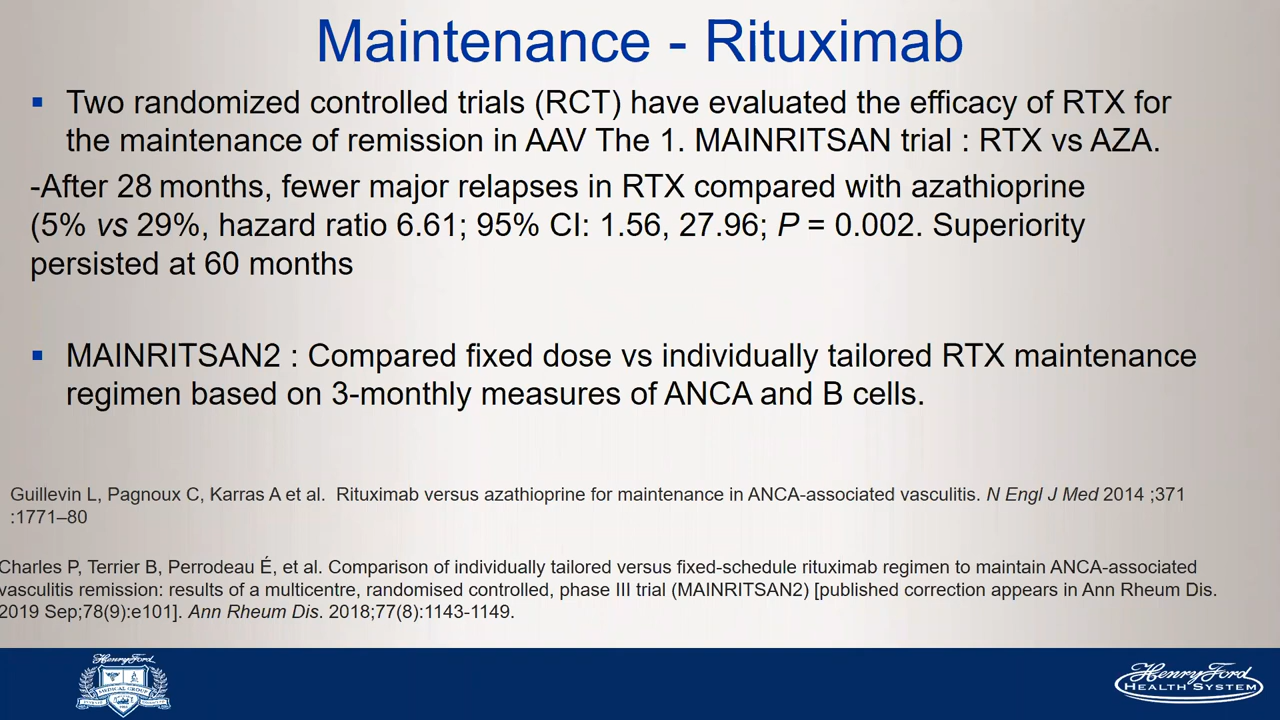 Maintenance - Rituximab
▪ Two randomized controlled trials (RCT) have evaluated the efficacy of RTX for
the maintenance of remission in AAV The 1. MAINRITSAN trial : RTX vs AZA.
-After 28 months, fewer major relapses in RTX compared with azathioprine
(5% vs 29%, hazard ratio 6.61; 95% CI: 1.56, 27.96; P = 0.002. Superiority
persisted at 60 months
▪ MAINRITSAN2 : Compared fixed dose vs individually tailored RTX maintenance
regimen based on 3-monthly measures of ANCA and B cells.
Guillevin L, Pagnoux C, Karras A et al.  Rituximab versus azathioprine for maintenance in ANCA-associated vasculitis. N Engl J Med 2014 ;371
:1771–80
Charles P, Terrier B, Perrodeau É, et al. Comparison of individually tailored versus fixed-schedule rituximab regimen to maintain ANCA-associated
vasculitis remission: results of a multicentre, randomised controlled, phase III trial (MAINRITSAN2) [published correction appears in Ann Rheum Dis.
2019 Sep;78(9):e101]. Ann Rheum Dis. 2018;77(8):1143-1149.
Henry Ford
MEDICAL GROUP
Henry Ford
HEALTH SYSTEM